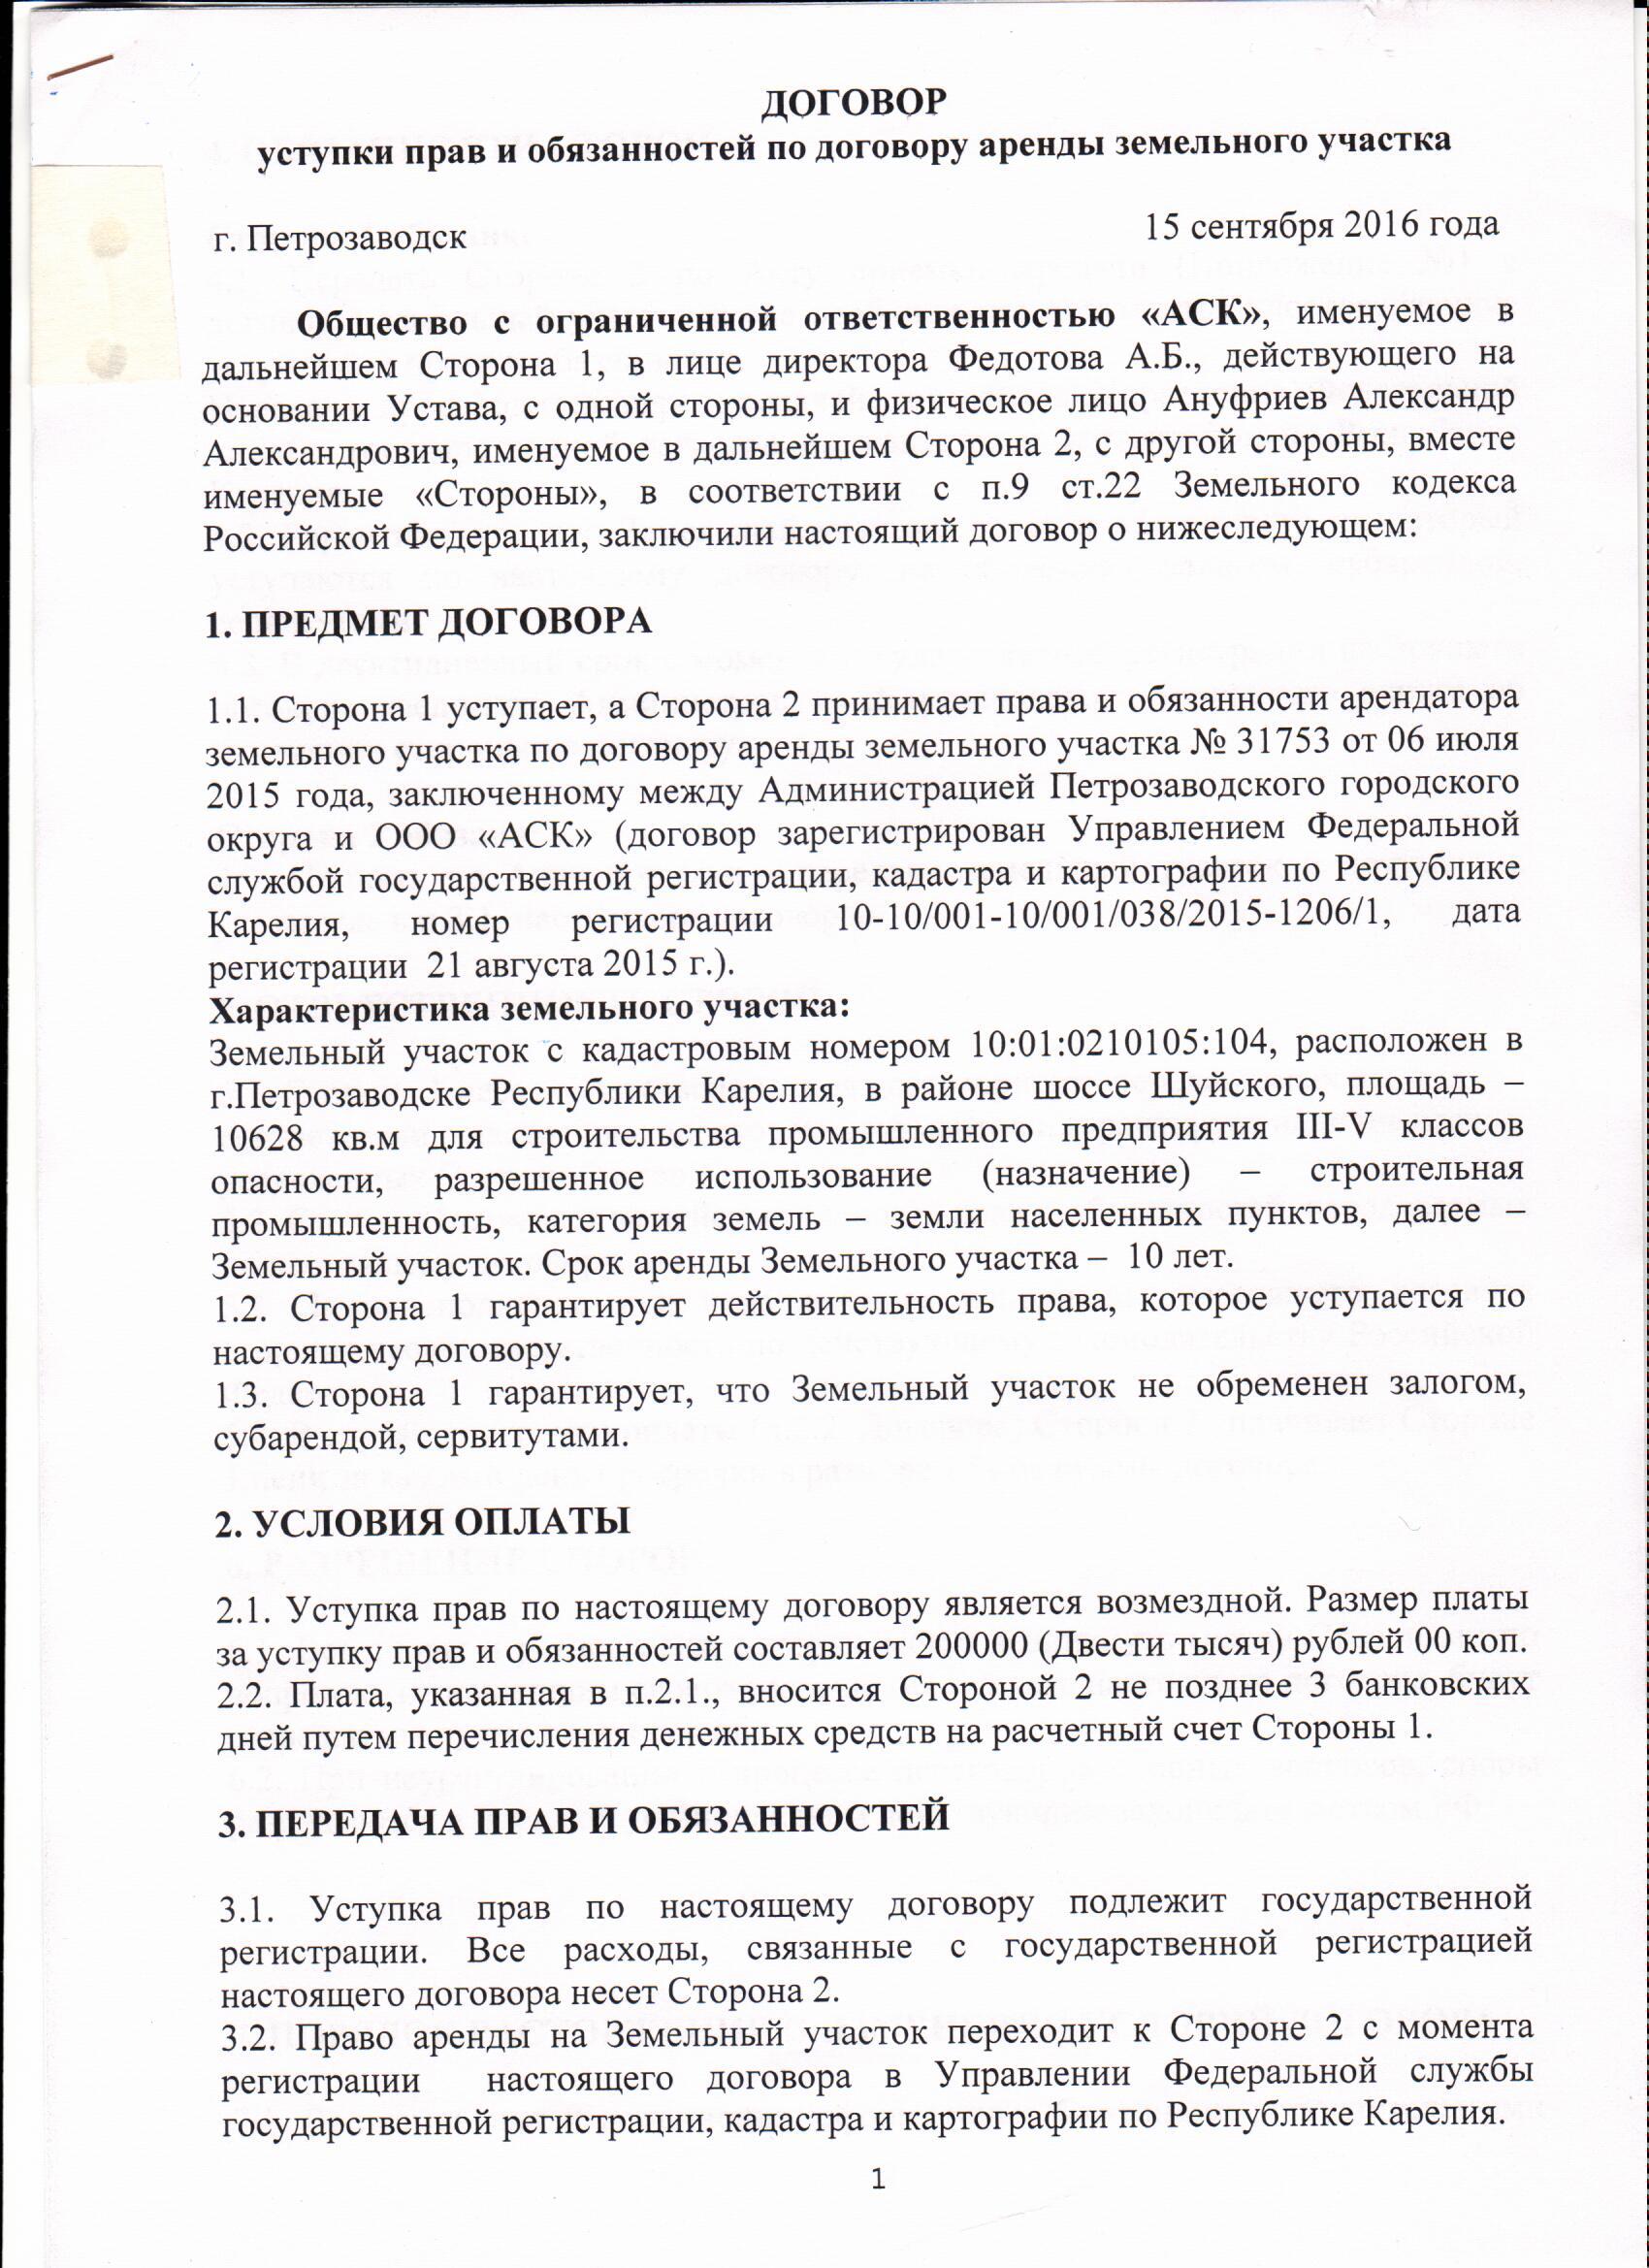 ДОГОВОР
уступки прав и обязанностей по договору аренды земельного участка
г. Петрозаводск 15 сентября 2016 года
Общество с ограниченной ответственностью «АСК», именуемое в
дальнейшем Сторона 1, в лице директора Федотова А.Б., действующего на
основании Устава, с одной стороны, и физическое лицо Ануфриев Александр
Александрович, именуемое в дальнейшем Сторона 2, с другой стороны, вместе
именуемые «Стороны», в соответствии с п.9 ст.22 Земельного кодекса
Российской Федерации, заключили настоящий договор о нижеследующем:
1. ПРЕДМЕТ ДОГОВОРА
1.1. Сторона 1 уступает, а Сторона 2 принимает права и обязанности арендатора
земельного участка по договору аренды земельного участка № 31753 от 06 июля
2015 года, заключенному между Администрацией Петрозаводского городского
округа и ООО «АСК» (договор зарегистрирован Управлением Федеральной
службой государственной регистрации, кадастра и картографии по Республике
Карелия, номер регистрации 10-10/001-10/001/038/2015-1206/1, дата
регистрации 21 августа 2015 г.).
Характеристика земельного участка:
Земельный участок с кадастровым номером 10:01:0210105:104, расположен в
г.Петрозаводске Республики Карелия, в районе шоссе Шуйского, площадь –
10628 кв.м для строительства промышленного предприятия III-V классов
опасности, разрешенное использование (назначение) – строительная
промышленность, категория земель – земли населенных пунктов, далее –
Земельный участок. Срок аренды Земельного участка – 10 лет.
1.2. Сторона 1 гарантирует действительность права, которое уступается по
настоящему договору.
1.3. Сторона 1 гарантирует, что Земельный участок не обременен залогом,
субарендой, сервитутами.
2. УСЛОВИЯ ОПЛАТЫ
2.1. Уступка прав по настоящему договору является возмездной. Размер платы
за уступку прав и обязанностей составляет 200000 (Двести тысяч) рублей 00 коп.
2.2. Плата, указанная в п.2.1., вносится Стороной 2 не позднее 3 банковских
дней путем перечисления денежных средств на расчетный счет Стороны 1.
3. ПЕРЕДАЧА ПРАВ И ОБЯЗАННОСТЕЙ
3.1. Уступка прав по настоящему договору подлежит государственной
регистрации. Все расходы, связанные с государственной регистрацией
настоящего договора несет Сторона 2.
3.2. Право аренды на Земельный участок переходит к Стороне 2 с момента
регистрации настоящего договора в Управлении Федеральной службы
государственной регистрации, кадастра и картографии по Республике Карелия.
1